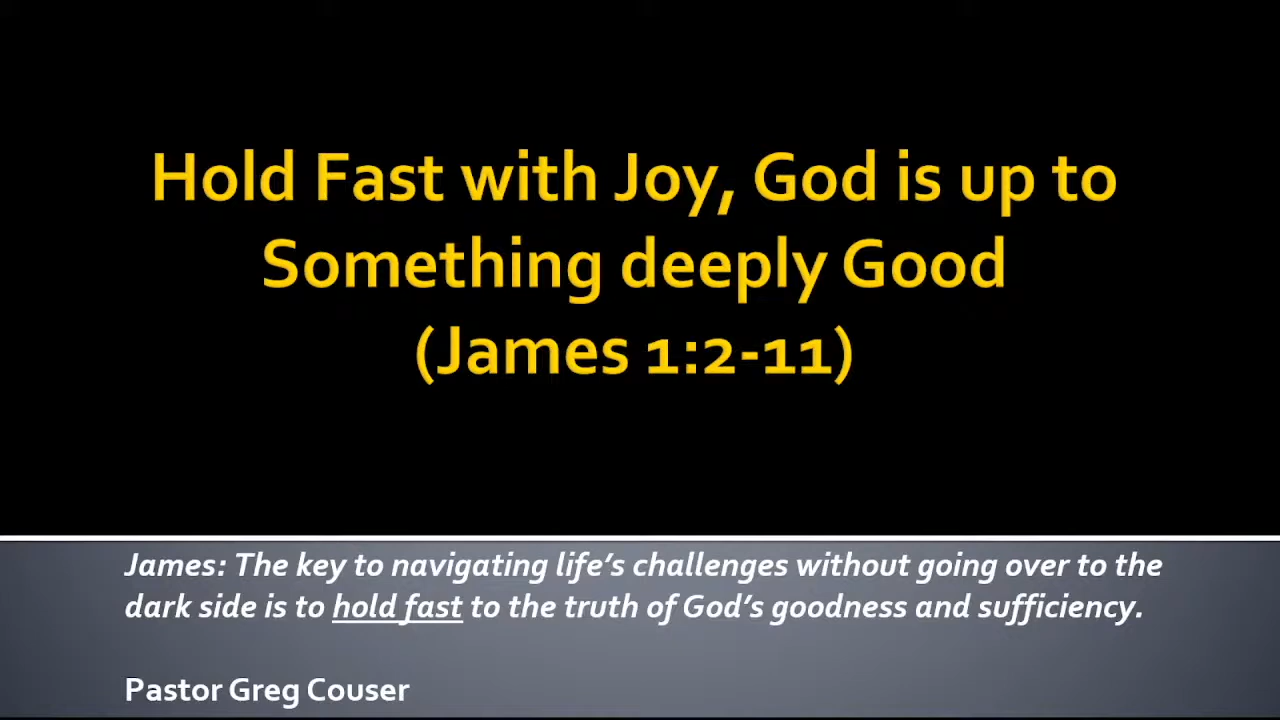 Hold Fast with Joy, God is up to
Something deeply Good
(James 1:2-11)
James: The key to navigating life’s challenges without going over to the
dark side is to hold fast to the truth of God’s goodness and sufficiency.
Pastor Greg Couser